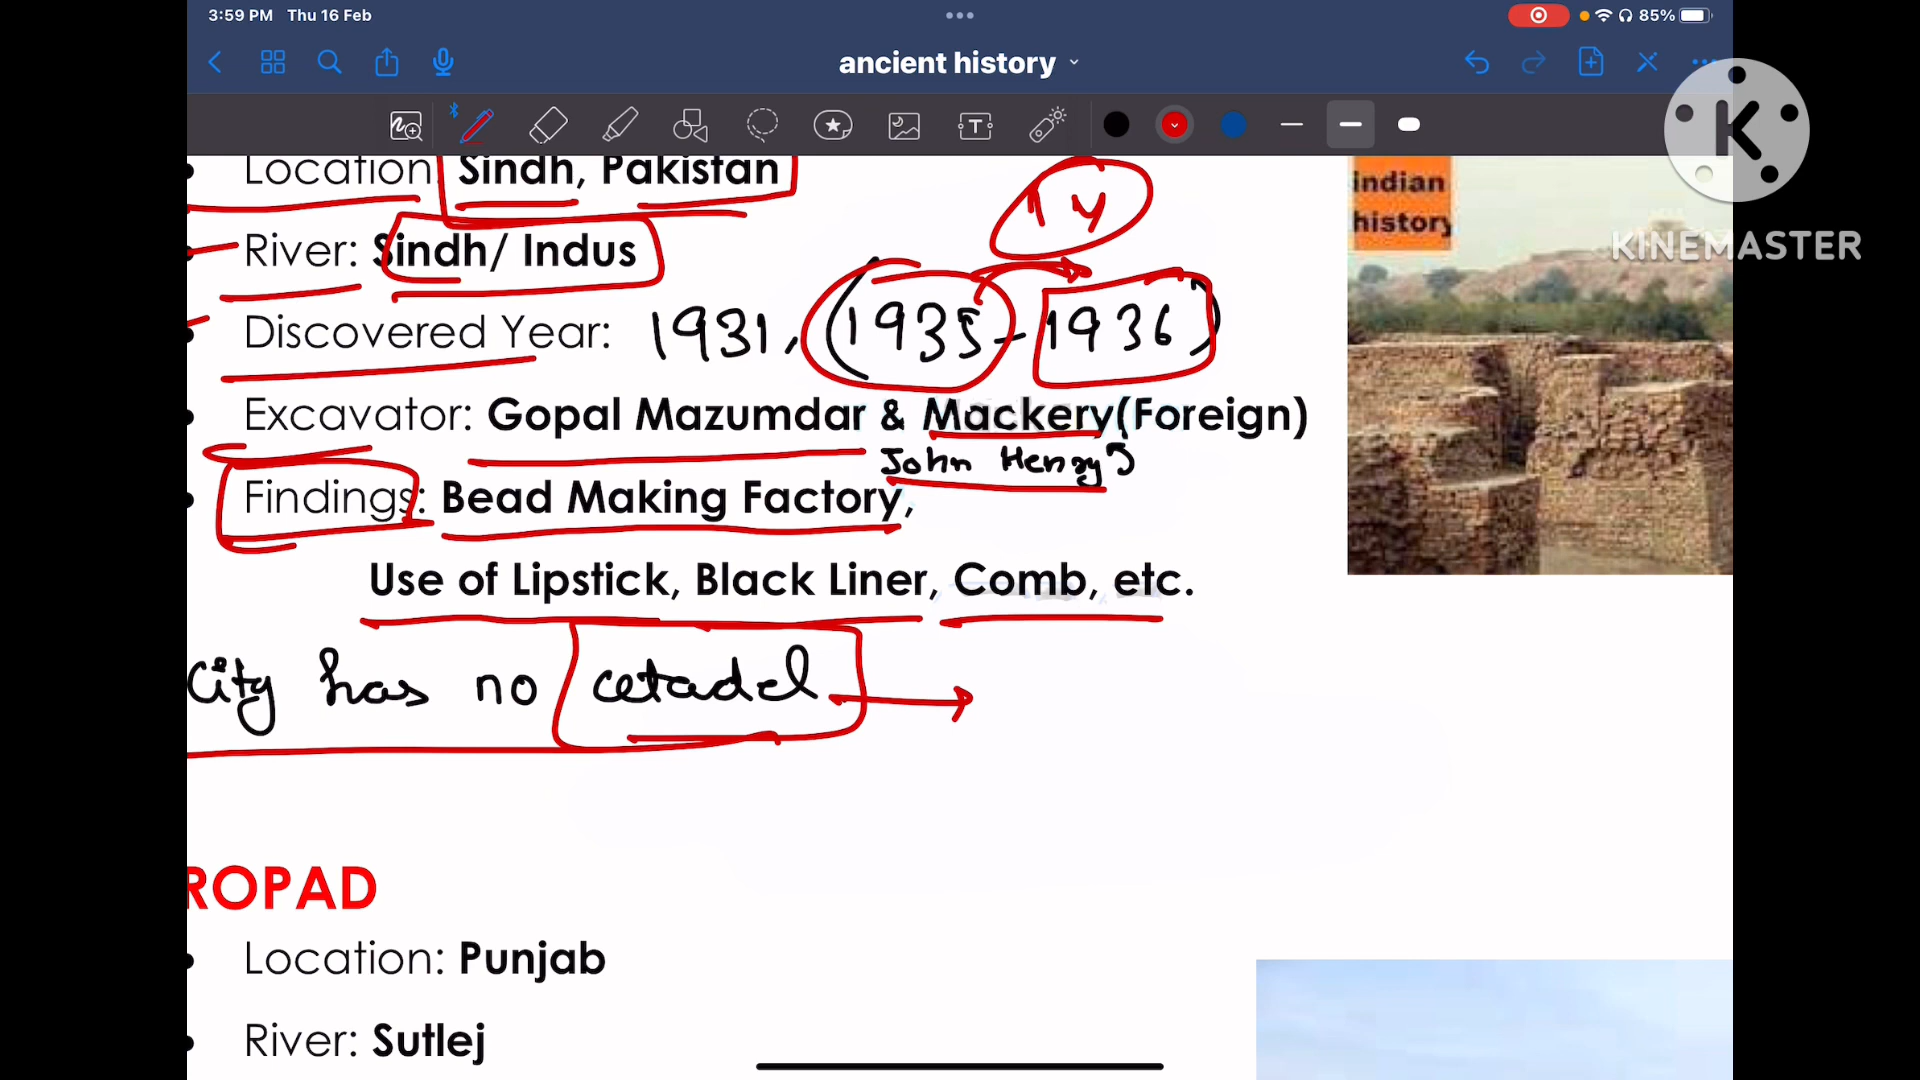 3:59 PM Thu 16 Feb
85%
ancient history
K
KINEMASTER
Location: Sindh, Pakistan
1 y
River: Sindh/ Indus
Discovered Year: 1931, (1935-1936)
Excavator: Gopal Mazumdar & Mackery(Foreign)
John Henry
Findings: Bead Making Factory,
Use of Lipstick, Black Liner, Comb, etc.
City has no cetadel
indian
history
ROPAD
Location: Punjab
River: Sutlej